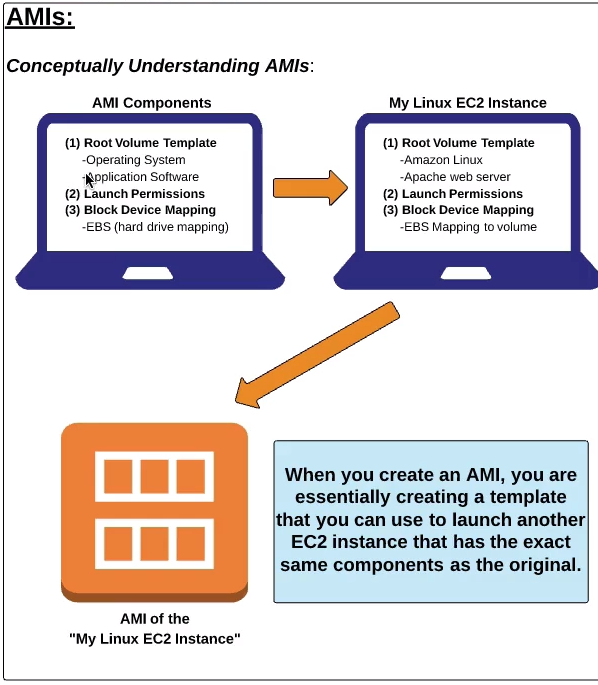 AMIs:
Conceptually Understanding AMIs:
AMI Components
(1) Root Volume Template
-Operating System
-Application Software
(2) Launch Permissions
(3) Block Device Mapping
-EBS (hard drive mapping)
My Linux EC2 Instance
(1) Root Volume Template
-Amazon Linux
-Apache web server
(2) Launch Permissions
(3) Block Device Mapping
-EBS Mapping to volume
When you create an AMI, you are
essentially creating a template
that you can use to launch another
EC2 instance that has the exact
same components as the original.
AMI of the
"My Linux EC2 Instance"